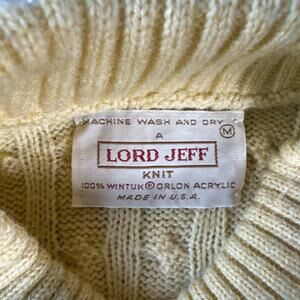 MACHINE WASH AND DRY
A
M
LORD JEFF
KNIT
100% WINTUK® ORLON ACRYLIC
MADE IN U.S.A.